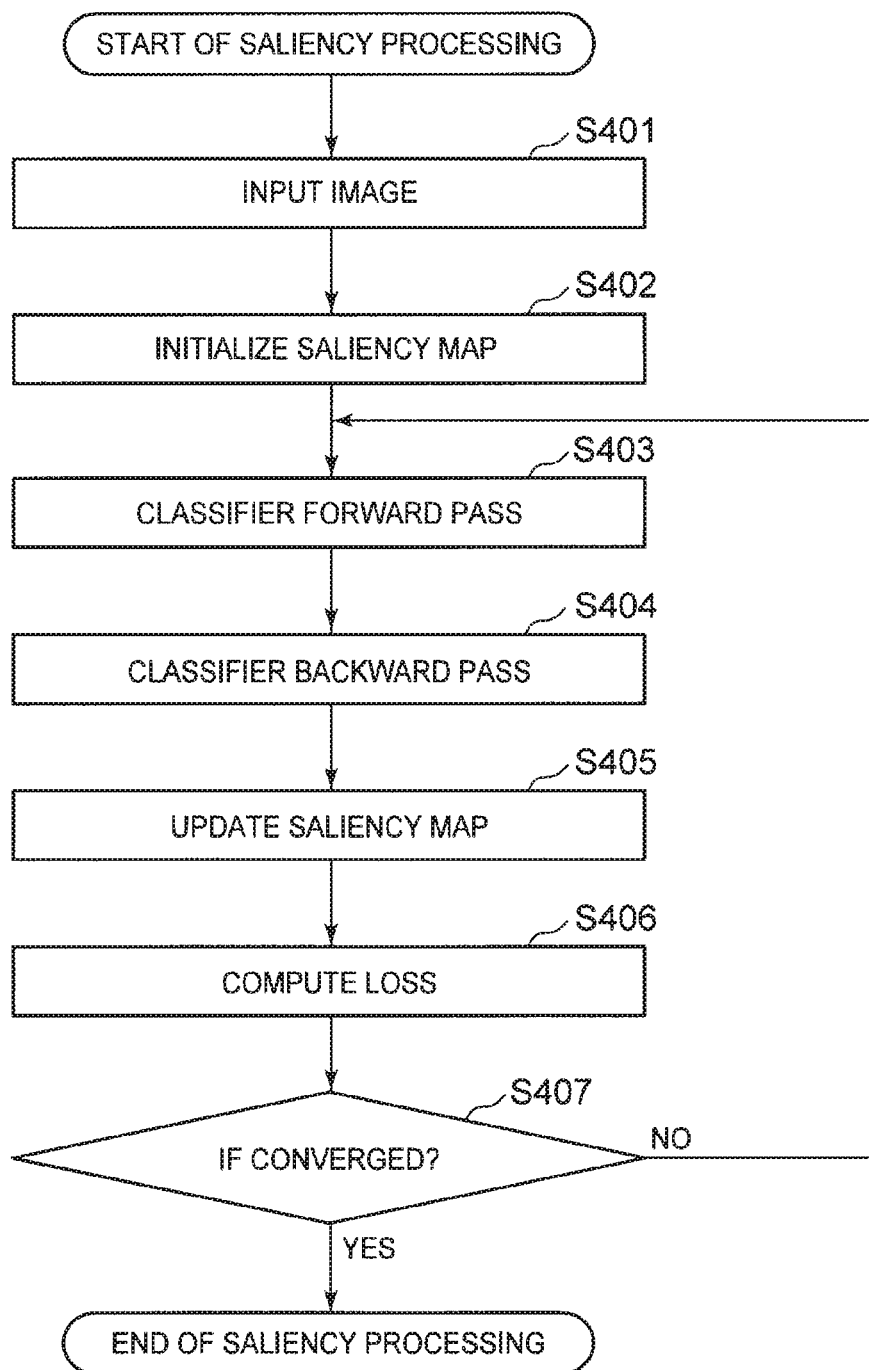 START OF SALIENCY PROCESSING
S401
INPUT IMAGE
S402
INITIALIZE SALIENCY MAP
S403
CLASSIFIER FORWARD PASS
S404
CLASSIFIER BACKWARD PASS
S405
UPDATE SALIENCY MAP
S406
COMPUTE LOSS
S407
IF CONVERGED?
NO
YES
END OF SALIENCY PROCESSING